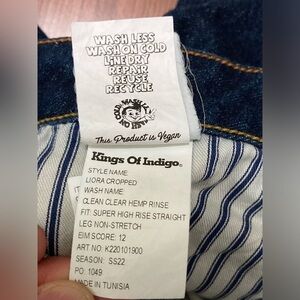 WASH LESS
WASH ON COLD
LINE DRY
REPAIR
REUSE
RECYCLE
This Product is Vegan
Kings Of Indigo
STYLE NAME:
LIORA CROPPED
WASH NAME:
CLEAN CLEAR HEMP RINSE
FIT: SUPER HIGH RISE STRAIGHT
LEG NON-STRETCH
EIM SCORE: 12
ART NO: K220101900
SEASON: SS22
PO: 1049
MADE IN TUNISIA